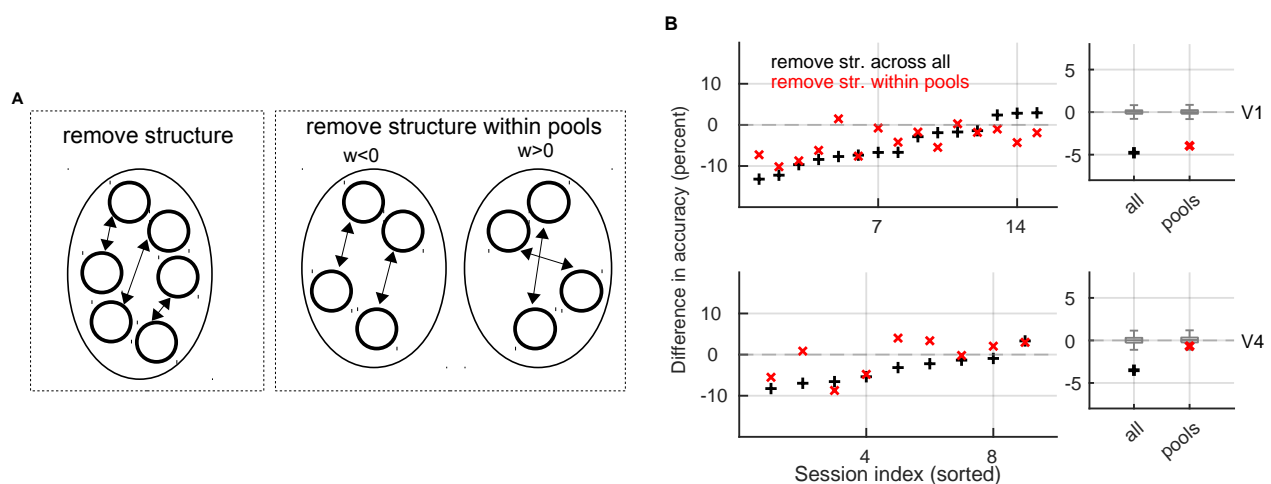 A
remove structure
remove structure within pools
w<0
w>0
B
remove str. across all
remove str. within pools
Difference in accuracy (percent)
10
0
-10
7
14
5
0
-5
all
pools
V1
10
0
-10
4
8
Session index (sorted)
5
0
-5
all
pools
V4